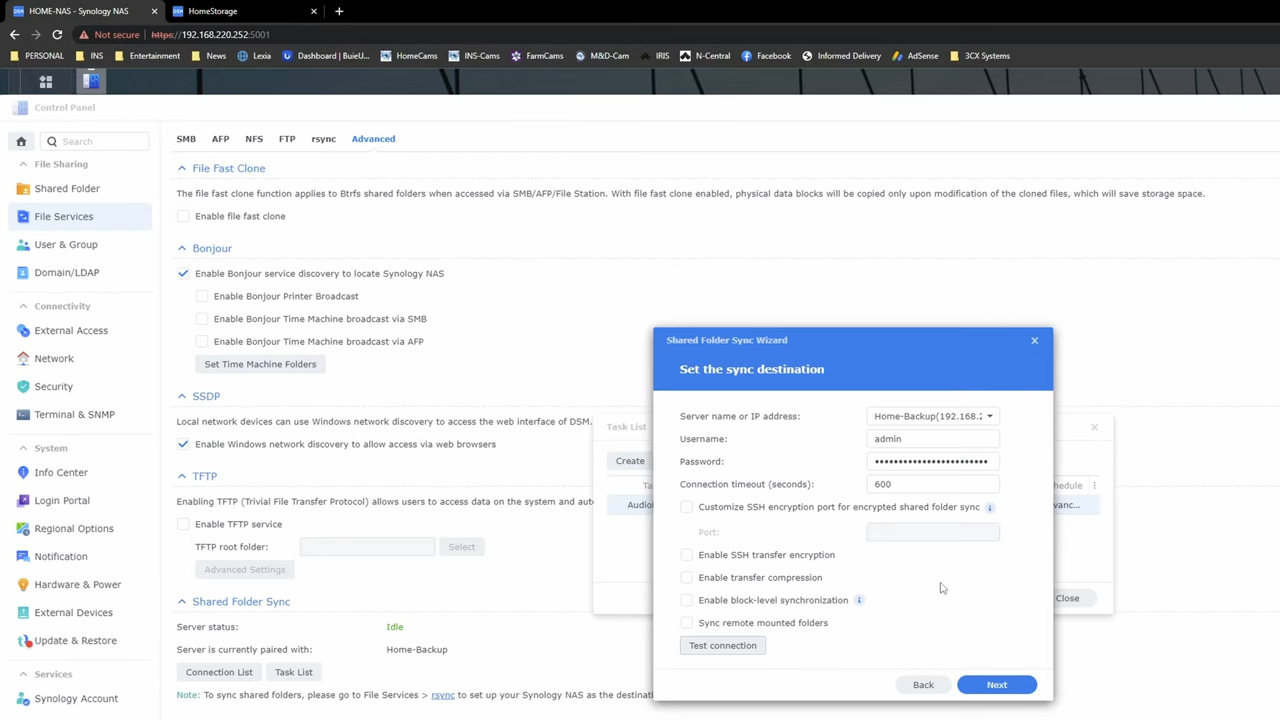 HOME-NAS - Synology NAS
HomeStorage
Not secure https://192.168.220.252:5001
PERSONAL INS Entertainment News Lexia Dashboard | BuieU... HomeCams INS-Cams FarmCams M&D-Cam IRIS N-Central Facebook Informed Delivery AdSense 3CX Systems
Control Panel
Search
File Sharing
Shared Folder
File Services
User & Group
Domain/LDAP
Connectivity
External Access
Network
Security
Terminal & SNMP
System
Info Center
Login Portal
Regional Options
Notification
Hardware & Power
External Devices
Update & Restore
Services
Synology Account
SMB AFP NFS FTP rsync Advanced
File Fast Clone
The file fast clone function applies to Btrfs shared folders when accessed via SMB/AFP/File Station. With file fast clone enabled, physical data blocks will be copied only upon modification of the cloned files, which will save storage space.
Enable file fast clone
Bonjour
Enable Bonjour service discovery to locate Synology NAS
Enable Bonjour Printer Broadcast
Enable Bonjour Time Machine broadcast via SMB
Enable Bonjour Time Machine broadcast via AFP
Set Time Machine Folders
SSDP
Local network devices can use Windows network discovery to access the web interface of DSM.
Enable Windows network discovery to allow access via web browsers
TFTP
Enabling TFTP (Trivial File Transfer Protocol) allows users to access data on the system and auto
Enable TFTP service
TFTP root folder: Select
Advanced Settings
Shared Folder Sync
Server status: Idle
Server is currently paired with: Home-Backup
Connection List Task List
Note: To sync shared folders, please go to File Services > rsync to set up your Synology NAS as the destinati
Task List
Create
Ta
hedule
Audiol
vanc...
Close
Shared Folder Sync Wizard
Set the sync destination
Server name or IP address: Home-Backup(192.168.2
Username: admin
Password: ••••••••••••••••••••••••
Connection timeout (seconds): 600
Customize SSH encryption port for encrypted shared folder sync
Port:
Enable SSH transfer encryption
Enable transfer compression
Enable block-level synchronization
Sync remote mounted folders
Test connection
Back Next